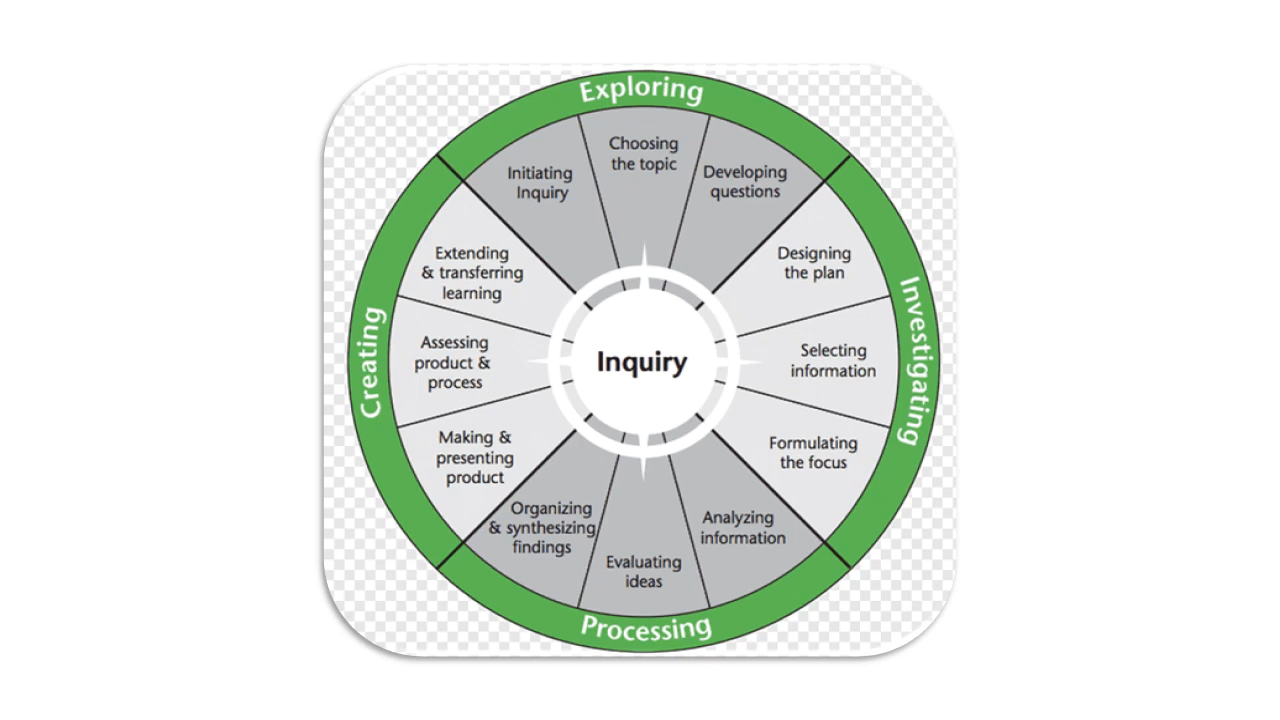 Exploring
Initiating
Inquiry
Choosing
the topic
Developing
questions
Investigating
Designing
the plan
Selecting
information
Formulating
the focus
Processing
Analyzing
information
Evaluating
ideas
Organizing
& synthesizing
findings
Creating
Making &
presenting
product
Assessing
product &
process
Extending
& transferring
learning
Inquiry